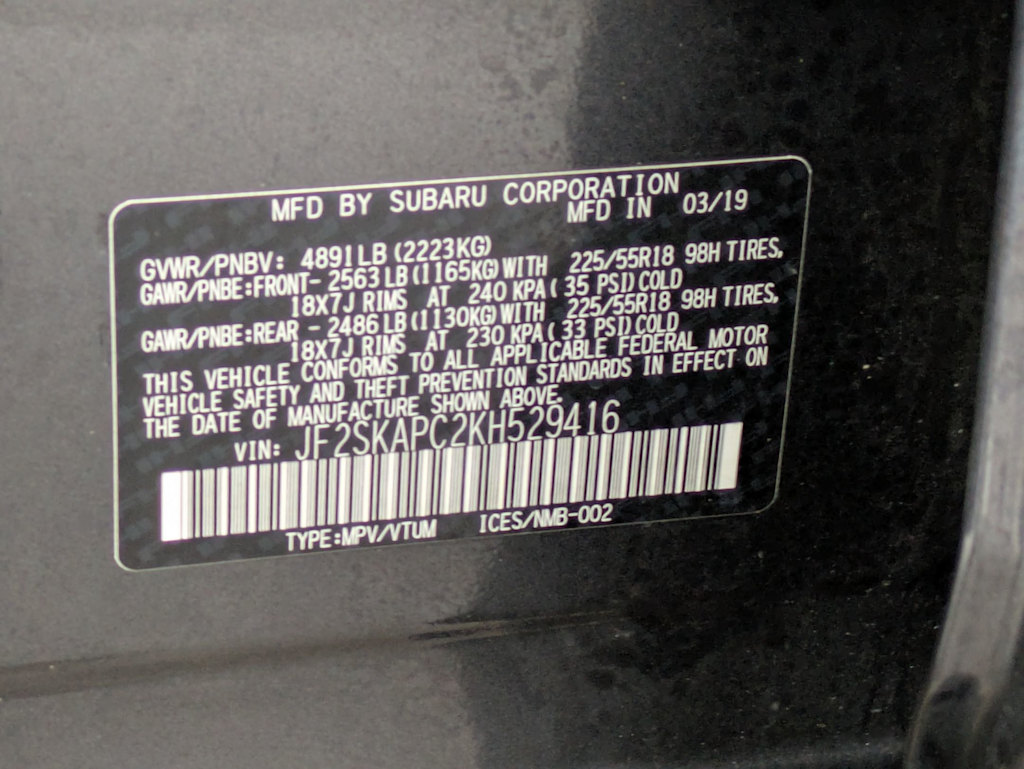 MFD BY SUBARU CORPORATION
MFD IN 03/19
GVWR/PNBV: 4891LB (2223KG)
GAWR/PNBE:FRONT- 2563 LB (1165KG) WITH 225/55R18 98H TIRES,
18X7J RIMS AT 240 KPA ( 35 PSI) COLD
GAWR/PNBE:REAR - 2486 LB (1130KG) WITH 225/55R18 98H TIRES,
18X7J RIMS AT 230 KPA ( 33 PSI) COLD
THIS VEHICLE CONFORMS TO ALL APPLICABLE FEDERAL MOTOR
VEHICLE SAFETY AND THEFT PREVENTION STANDARDS IN EFFECT ON
THE DATE OF MANUFACTURE SHOWN ABOVE.
VIN: JF2SKAPC2KH529416
TYPE:MPV/VTUM ICES/NMB-002